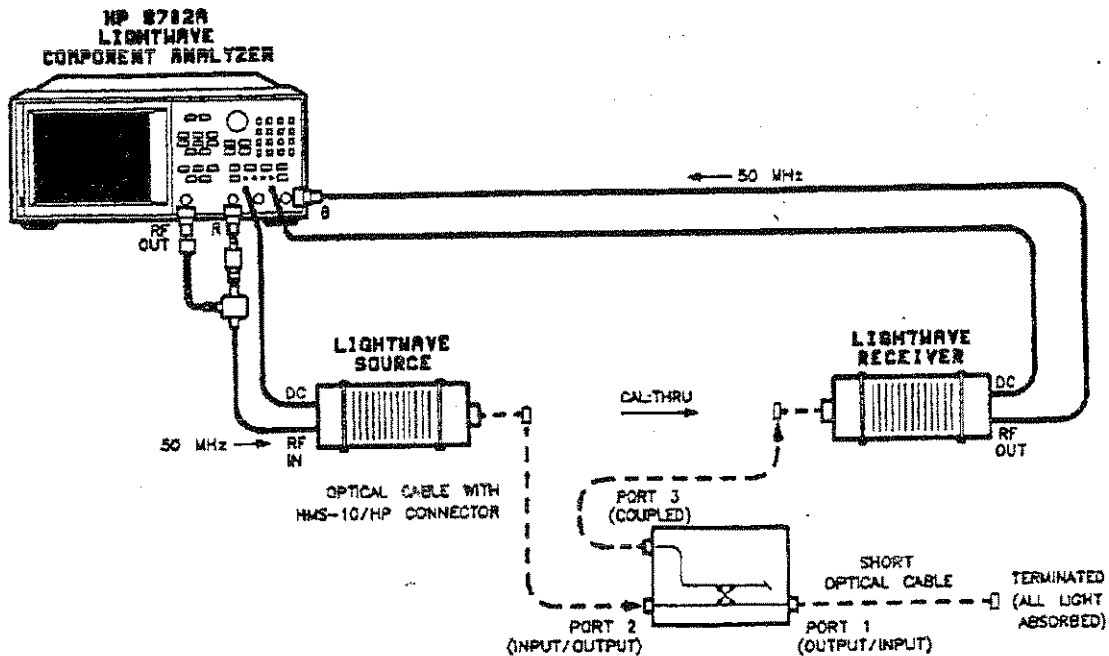 HP 8702A
LIGHTWAVE
COMPONENT ANALYZER
50 MHz
B
RF
OUT
R
LIGHTWAVE
SOURCE
LIGHTWAVE
RECEIVER
DC
DC
CAL:THRU
50 MHz
RF
IN
RF
OUT
OPTICAL CABLE WITH
HMS-10/HP CONNECTOR
PORT 3
(COUPLED)
SHORT
OPTICAL CABLE
TERMINATED
(ALL LIGHT
ABSORBED)
PORT 2
(INPUT/OUTPUT)
PORT 1
(OUTPUT/INPUT)